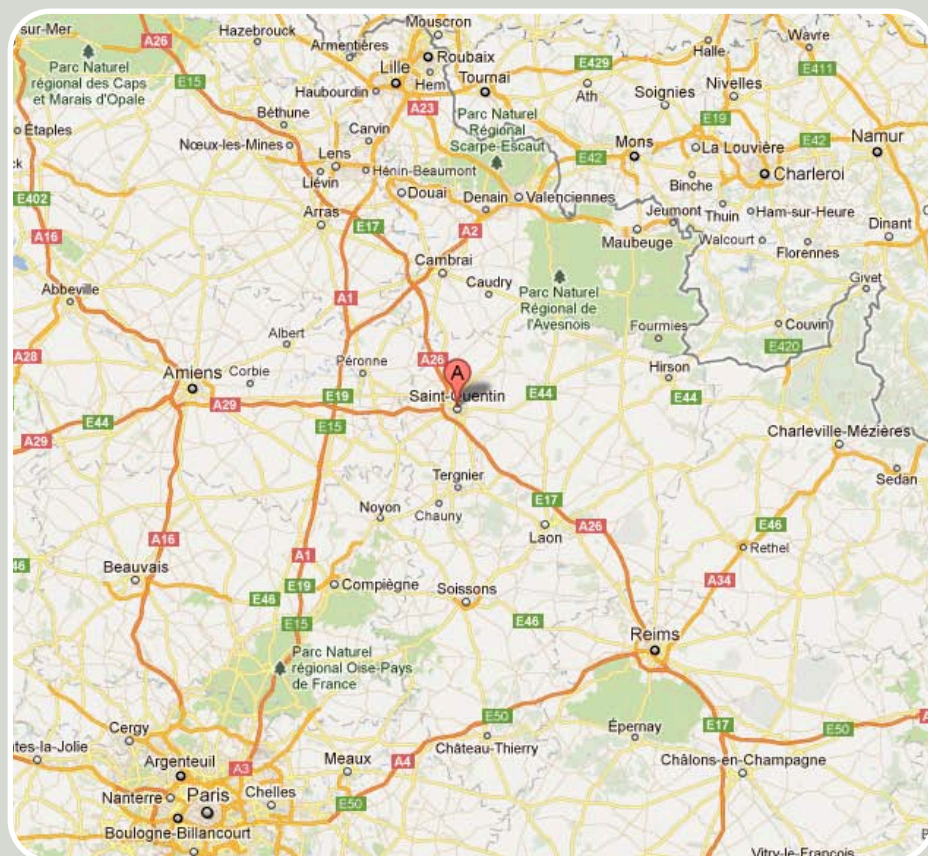 sur-Mer
A26
Hazebrouck
Mouscron
Armentières
Roubaix
Halle
Wavre
Parc Naturel
régional des Caps
et Marais d'Opale
E15
Lille
Hem
Tournai
E429
E411
Haubourdin
Ath
Soignies
Nivelles
Béthune
A23
Parc Naturel
Régional
Scarpe-Escaut
E19
Étaples
Carvin
Mons
E42
Namur
Nœux-les-Mines
Lens
E42
La Louvière
Hénin-Beaumont
Charleroi
Liévin
Douai
Denain
Valenciennes
Binche
E402
Arras
Jeumont
Thuin
Ham-sur-Heure
E17
A2
Dinant
A16
Maubeuge
Walcourt
Florennes
Cambrai
Caudry
Givet
Abbeville
A1
Parc Naturel
Régional de
l'Avesnois
Albert
Fourmies
Couvin
A28
A26
E420
Amiens
Corbie
Péronne
A
Hirson
E19
Saint-Quentin
E44
E44
A29
E44
E15
A29
Charleville-Mézières
Tergnier
Sedan
Noyon
Chauny
E17
A26
E46
A16
Laon
Rethel
A1
46
Beauvais
A34
E19
Compiègne
Soissons
E46
E15
E46
Reims
Parc Naturel
régional Oise-Pays
de France
E50
Cergy
Épernay
E17
E50
tes-la-Jolie
Château-Thierry
Argenteuil
A3
Meaux
A4
Châlons-en-Champagne
Nanterre
Paris
Chelles
E50
Boulogne-Billancourt
Vitry-le-François